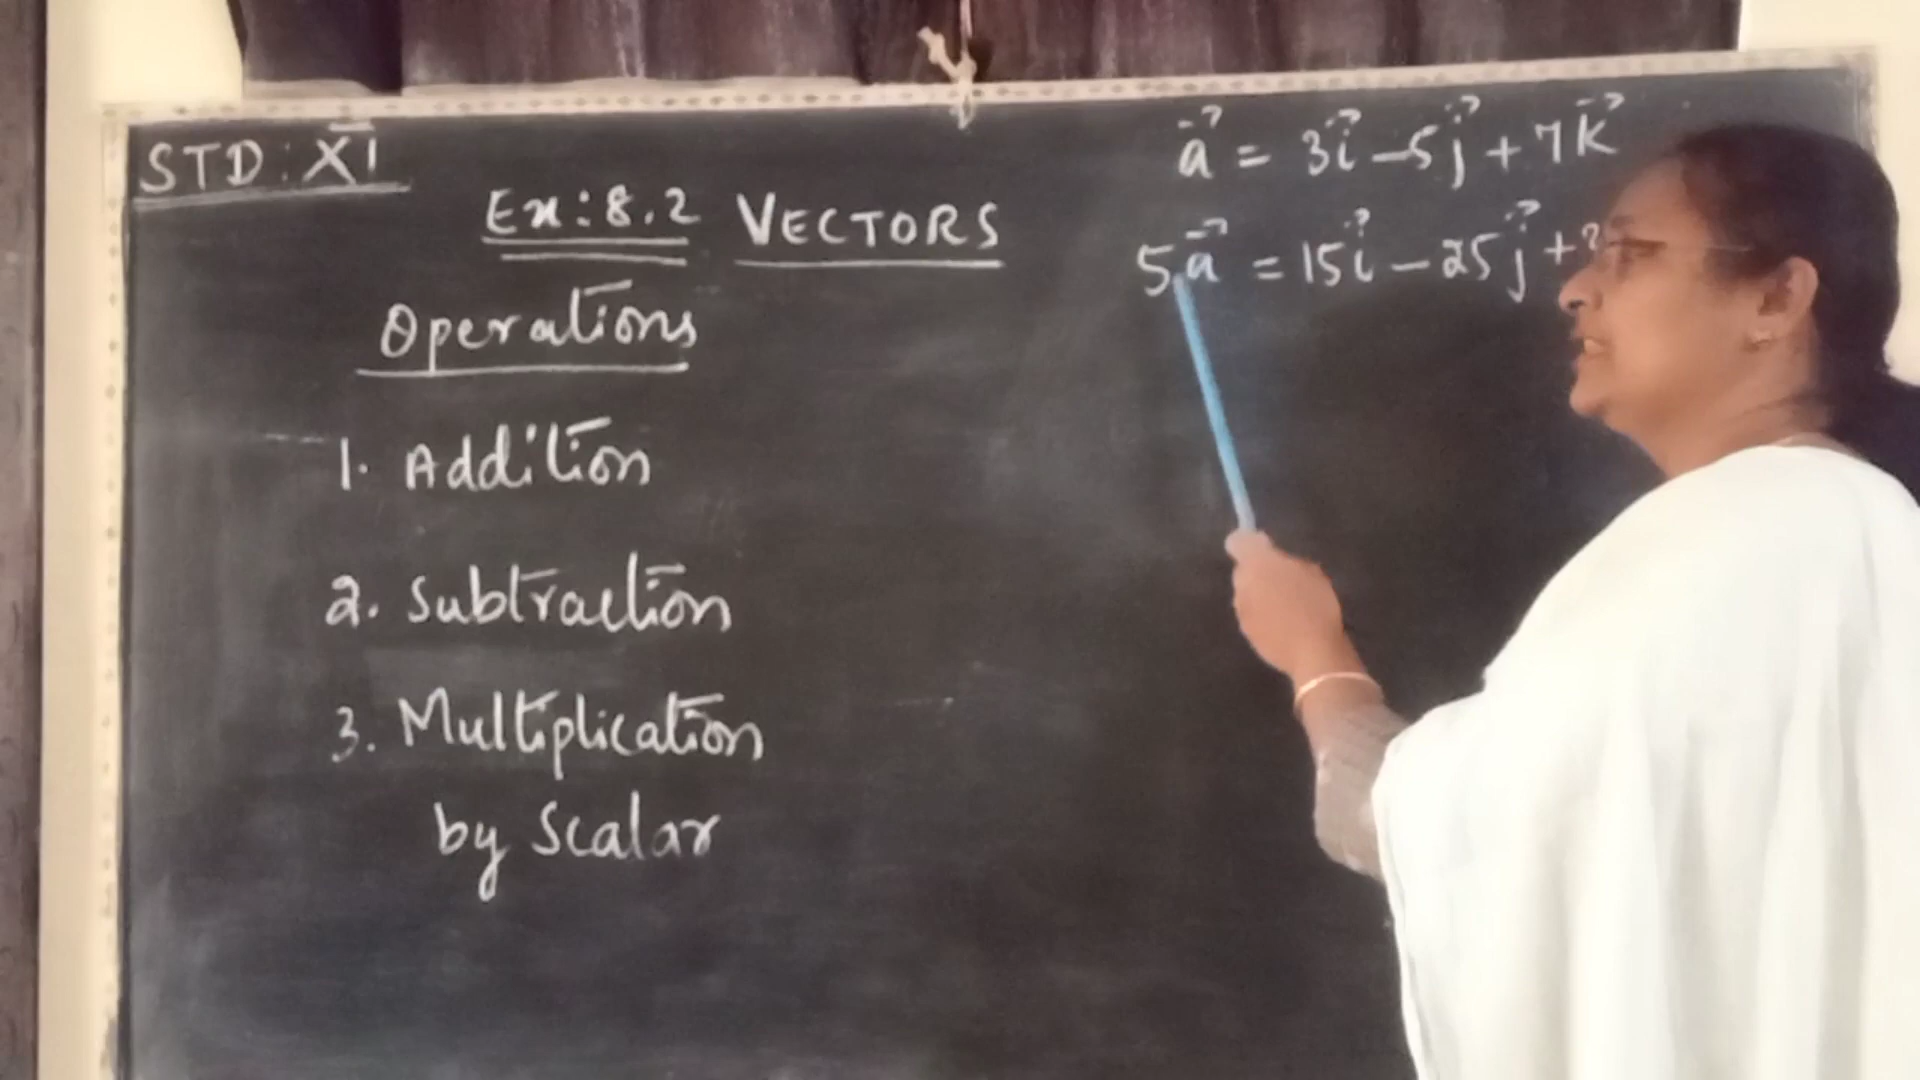 STD: XI
Ex: 8.2 VECTORS
Operations
1. Addition
2. Subtraction
3. Multiplication
by Scalar
a⃗ = 3i⃗ - 5j⃗ + 7k⃗
5a⃗ = 15i⃗ - 25j⃗ +